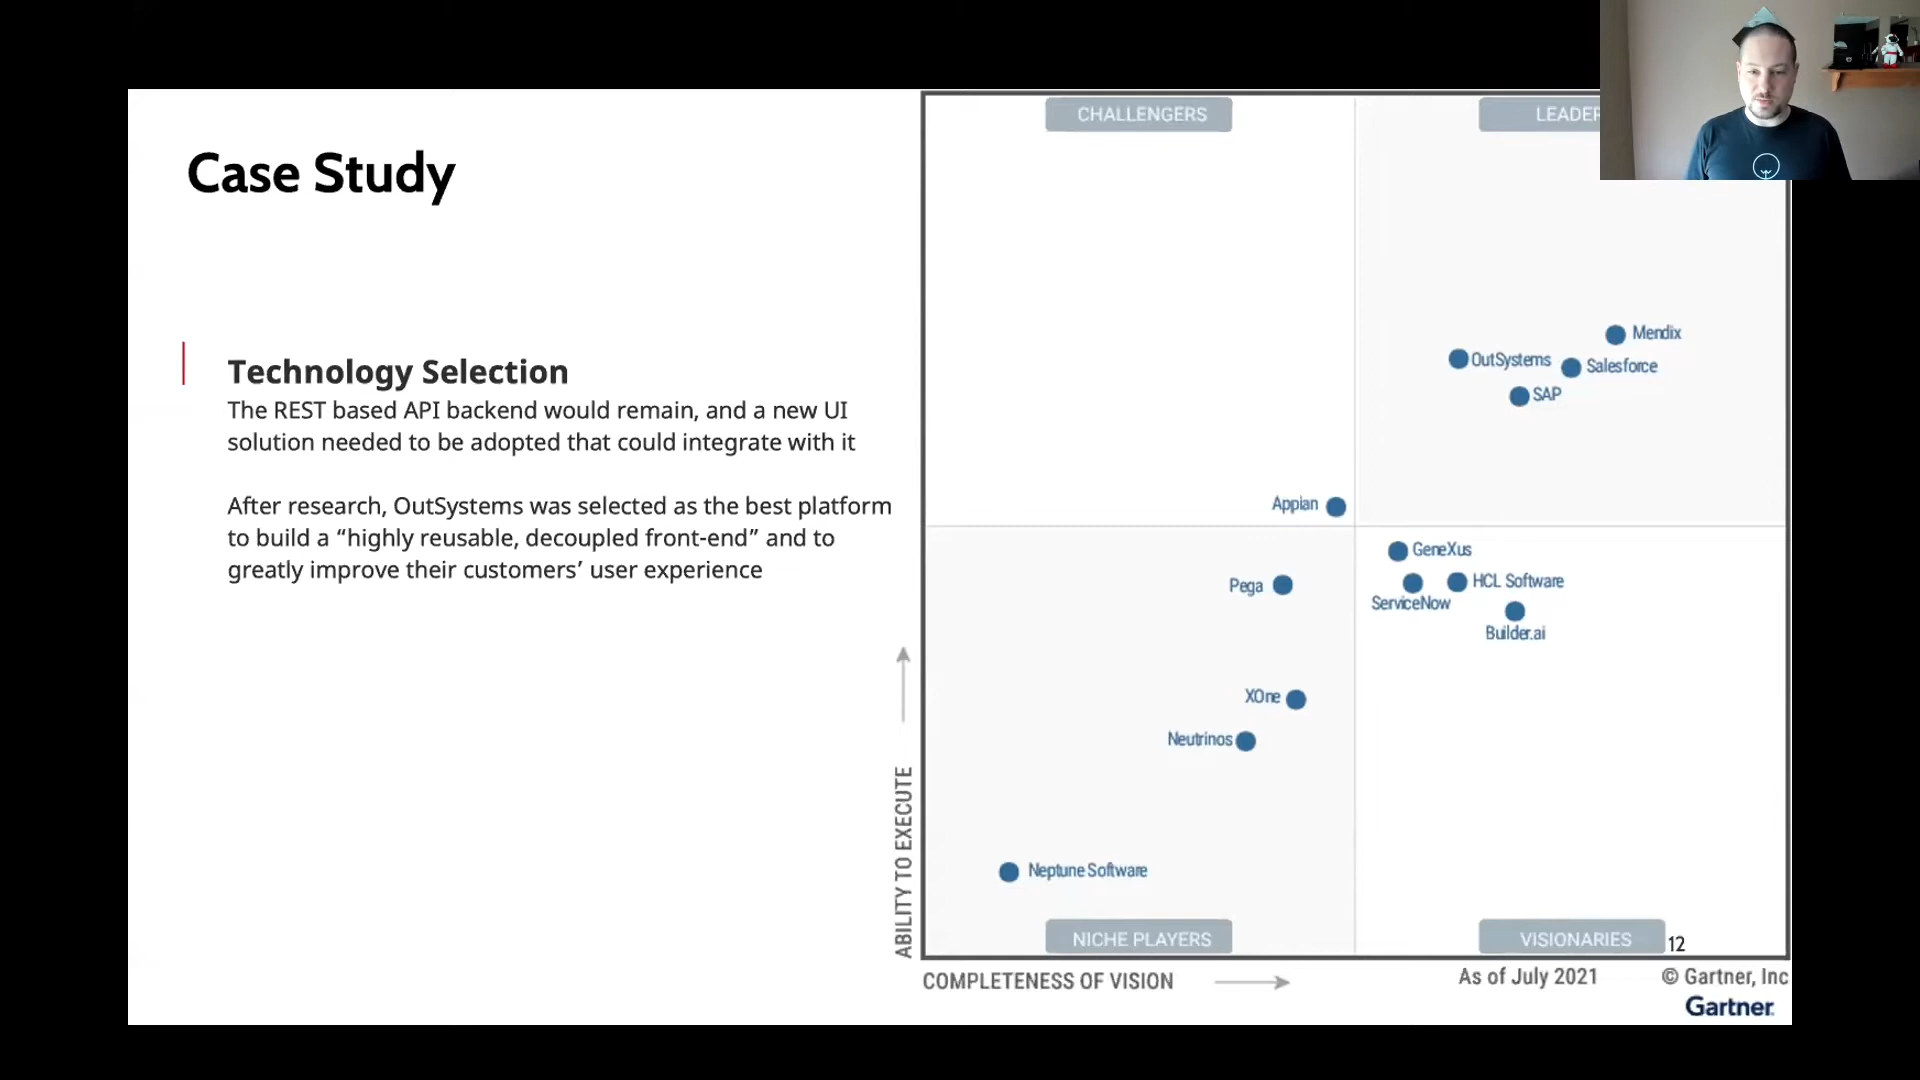 Case Study
Technology Selection
The REST based API backend would remain, and a new UI
solution needed to be adopted that could integrate with it
After research, OutSystems was selected as the best platform
to build a “highly reusable, decoupled front-end” and to
greatly improve their customers’ user experience
CHALLENGERS
LEADER
Mendix
OutSystems
Salesforce
SAP
Appian
GeneXus
HCL Software
ServiceNow
Builder.ai
Pega
XOne
Neutrinos
Neptune Software
NICHE PLAYERS
VISIONARIES
12
ABILITY TO EXECUTE
COMPLETENESS OF VISION
As of July 2021
© Gartner, Inc
Gartner